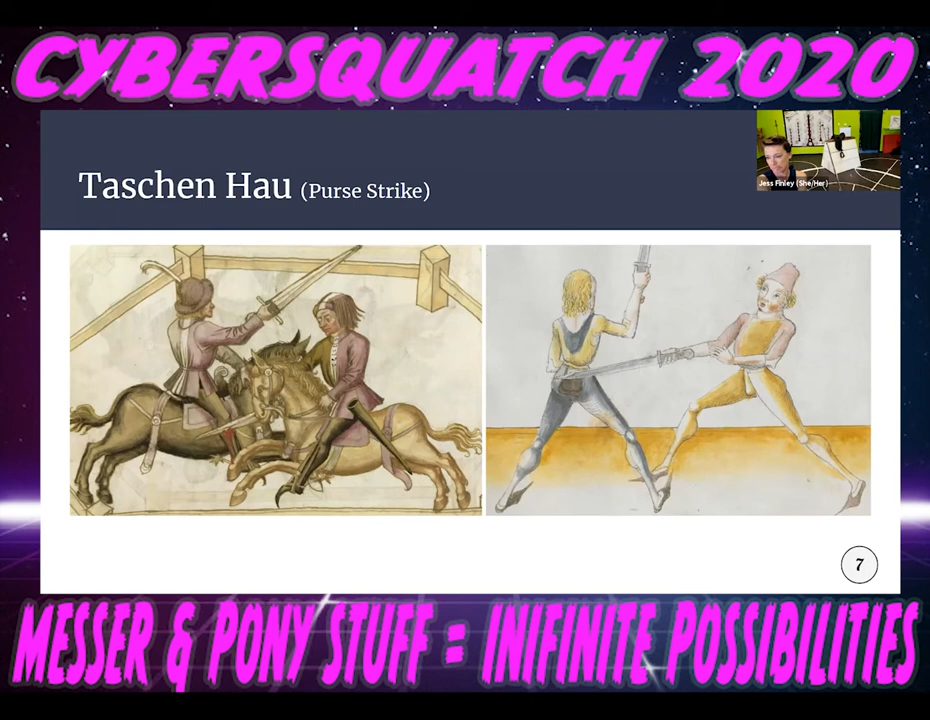 CYBERSQUATCH 2020
Taschen Hau (Purse Strike)
Jess Finley (She/Her)
7
MESSER & PONY STUFF = INIFINITE POSSIBILITIES